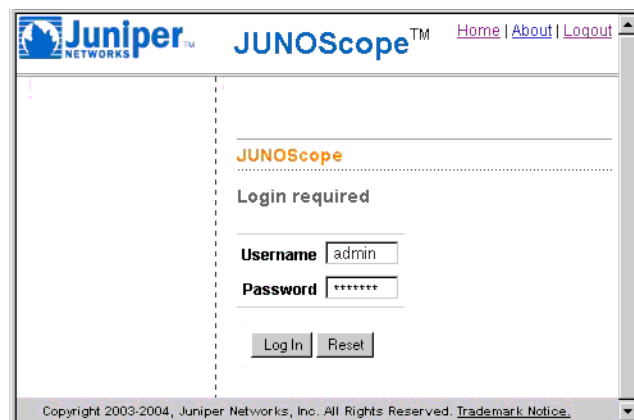 Juniper™
NETWORKS
JUNOScope™
Home | About | Logout
JUNOScope
Login required
Username admin
Password *******
Log In Reset
Copyright 2003-2004, Juniper Networks, Inc. All Rights Reserved. Trademark Notice.